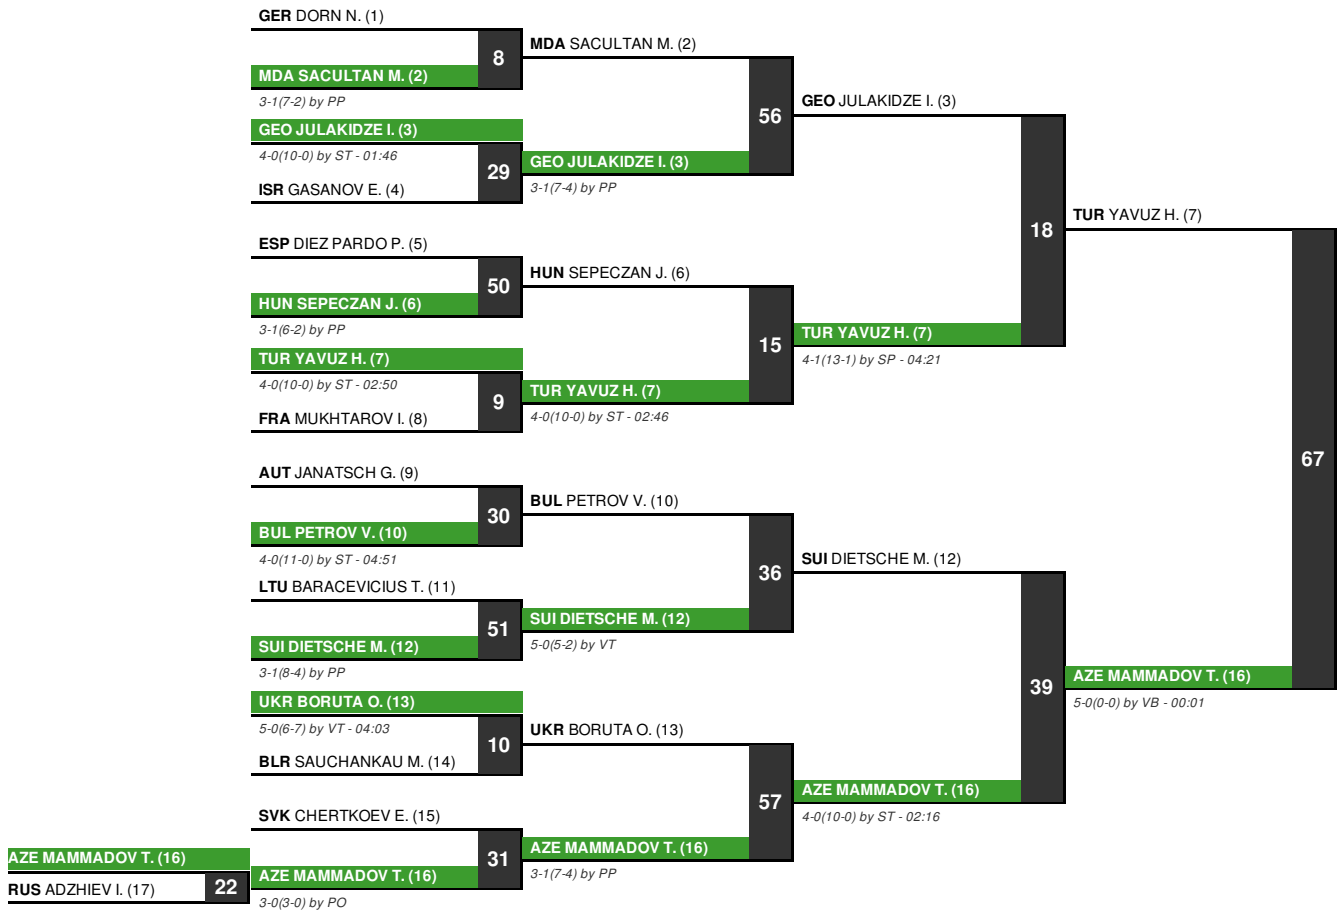 GER DORN N. (1)
8
MDA SACULTAN M. (2)
3-1(7-2) by PP
GEO JULAKIDZE I. (3)
4-0(10-0) by ST - 01:46
29
ISR GASANOV E. (4)
ESP DIEZ PARDO P. (5)
50
HUN SEPECZAN J. (6)
3-1(6-2) by PP
TUR YAVUZ H. (7)
4-0(10-0) by ST - 02:50
9
FRA MUKHTAROV I. (8)
AUT JANATSCH G. (9)
30
BUL PETROV V. (10)
4-0(11-0) by ST - 04:51
LTU BARACEVICIUS T. (11)
51
SUI DIETSCHE M. (12)
3-1(8-4) by PP
UKR BORUTA O. (13)
5-0(6-7) by VT - 04:03
10
BLR SAUCHANKAU M. (14)
SVK CHERTKOEV E. (15)
31
AZE MAMMADOV T. (16)
RUS ADZHIEV I. (17)
22
AZE MAMMADOV T. (16)
3-0(3-0) by PO
MDA SACULTAN M. (2)
56
GEO JULAKIDZE I. (3)
3-1(7-4) by PP
HUN SEPECZAN J. (6)
15
TUR YAVUZ H. (7)
4-0(10-0) by ST - 02:46
BUL PETROV V. (10)
36
SUI DIETSCHE M. (12)
5-0(5-2) by VT
UKR BORUTA O. (13)
57
AZE MAMMADOV T. (16)
3-1(7-4) by PP
GEO JULAKIDZE I. (3)
18
TUR YAVUZ H. (7)
4-1(13-1) by SP - 04:21
SUI DIETSCHE M. (12)
39
AZE MAMMADOV T. (16)
4-0(10-0) by ST - 02:16
TUR YAVUZ H. (7)
67
AZE MAMMADOV T. (16)
5-0(0-0) by VB - 00:01